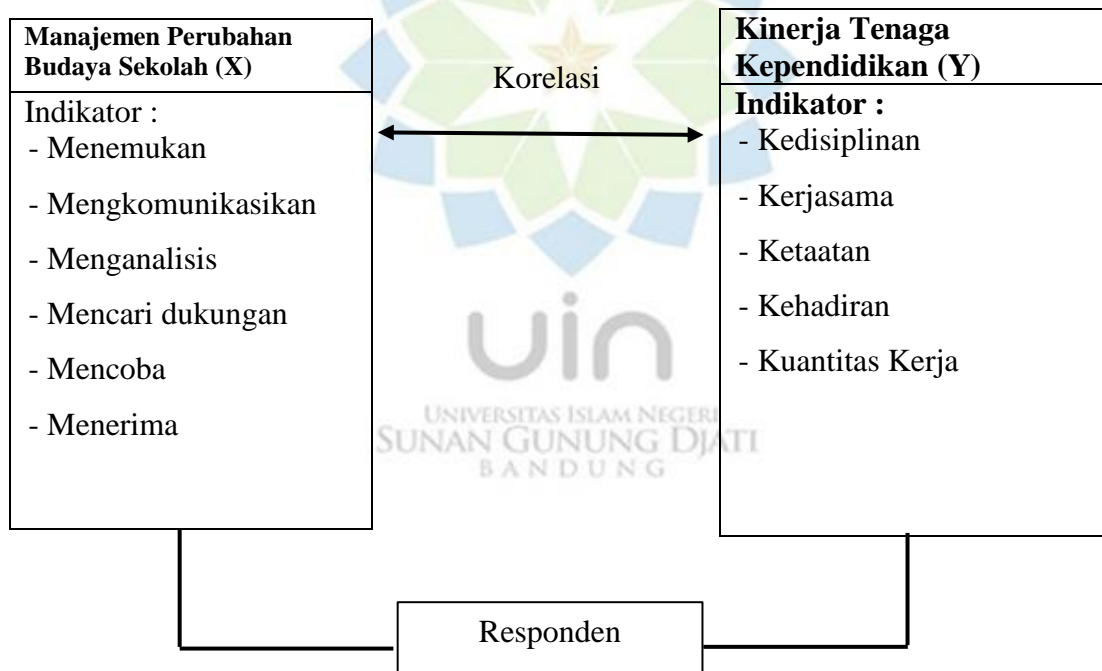 Manajemen Perubahan
Budaya Sekolah (X)
Indikator :
- Menemukan
- Mengkomunikasikan
- Menganalisis
- Mencari dukungan
- Mencoba
- Menerima
Korelasi
Kinerja Tenaga
Kependidikan (Y)
Indikator :
- Kedisiplinan
- Kerjasama
- Ketaatan
- Kehadiran
- Kuantitas Kerja
uin
UNIVERSITAS ISLAM NEGERI
SUNAN GUNUNG DJATI
BANDUNG
Responden